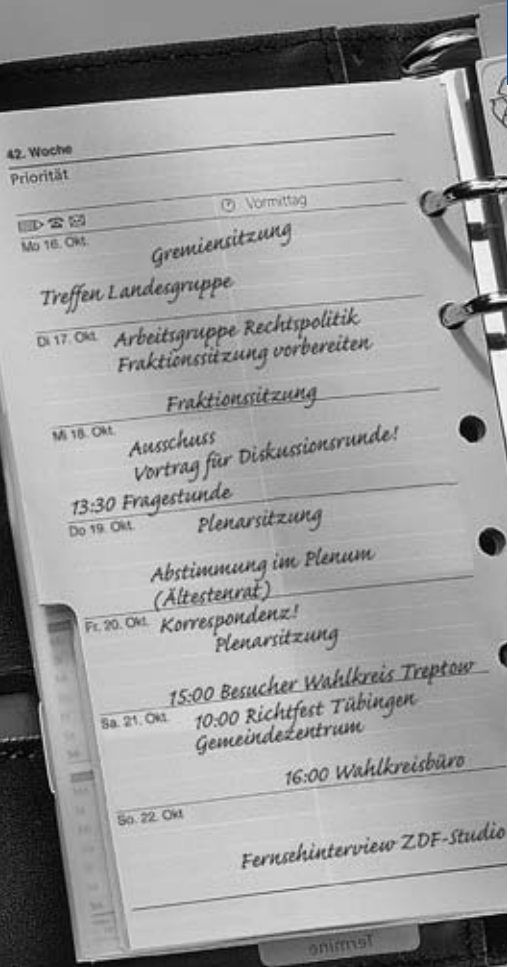 42. Woche
Priorität
Vormittag
Mo 16. Okt.
Gremiensitzung
Treffen Landesgruppe
Di 17. Okt. Arbeitsgruppe Rechtspolitik
Fraktionssitzung vorbereiten
Fraktionssitzung
Mi 18. Okt.
Ausschuss
Vortrag für Diskussionsrunde!
13:30 Fragestunde
Do 19. Okt. Plenarsitzung
Abstimmung im Plenum
(Ältestenrat)
Fr. 20. Okt. Korrespondenz!
Plenarsitzung
15:00 Besucher Wahlkreis Treptow
Sa. 21. Okt. 10:00 Richtfest Tübingen
Gemeindezentrum
16:00 Wahlkreisbüro
So. 22. Okt
Fernsehinterview ZDF-Studio
Termine